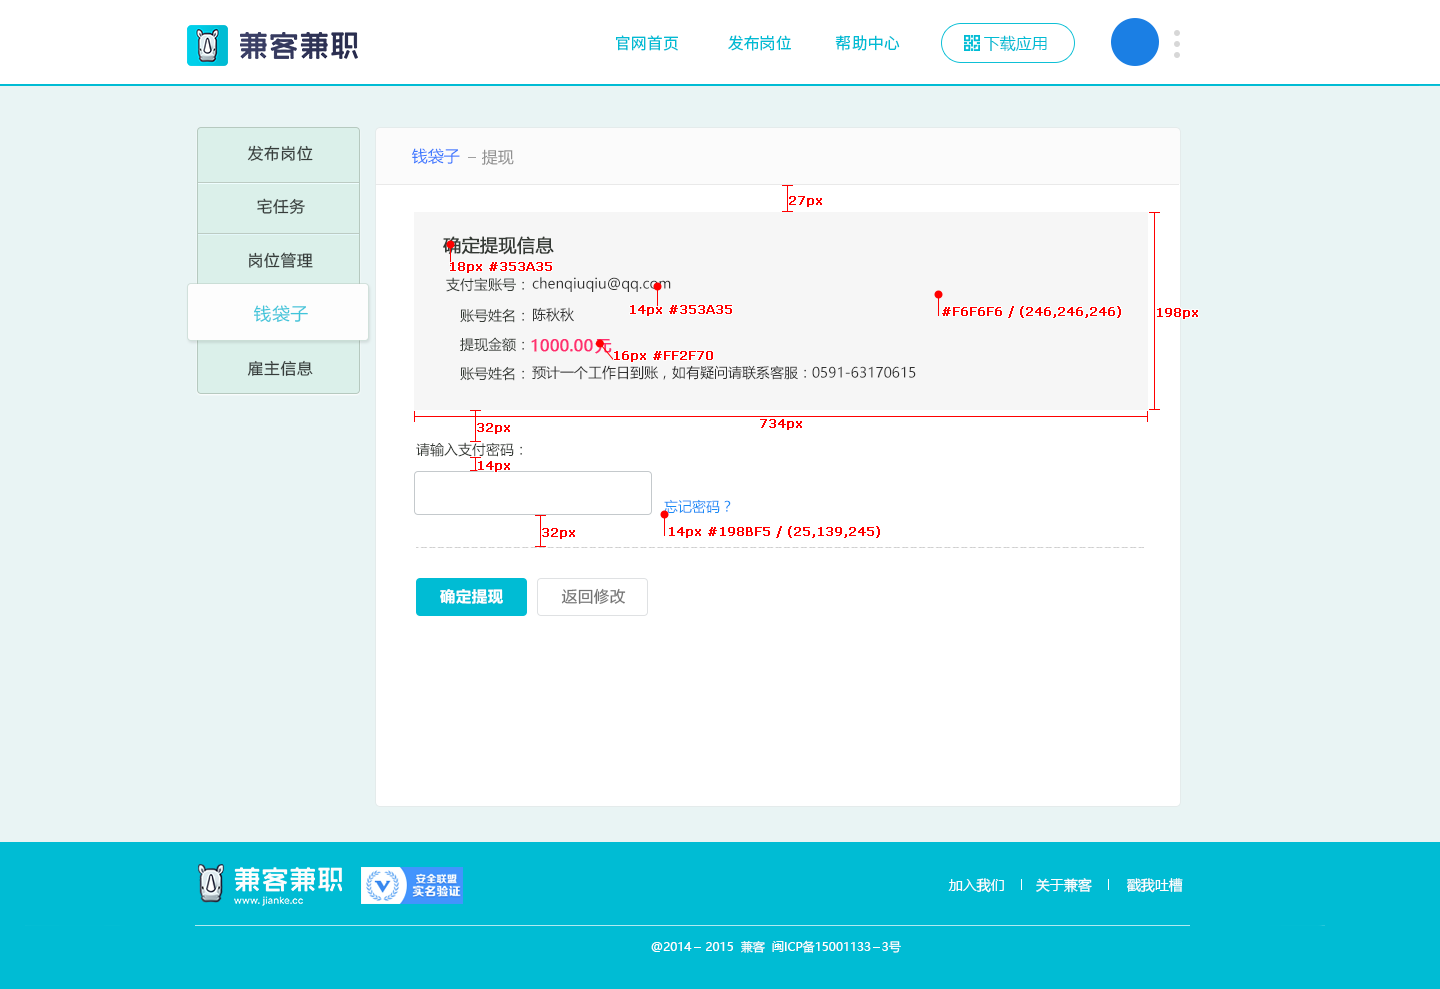 兼客兼职
官网首页 发布岗位 帮助中心 下载应用
发布岗位
宅任务
岗位管理
钱袋子
雇主信息
钱袋子 – 提现
27px
确定提现信息
18px #353A35
支付宝账号： chenqiuqiu@qq.com
14px #353A35
#F6F6F6 / (246,246,246)
198px
账号姓名： 陈秋秋
提现金额： 1000.00元
16px #FF2F70
账号姓名： 预计一个工作日到账，如有疑问请联系客服：0591-63170615
734px
32px
请输入支付密码：
14px
忘记密码？
32px
14px #198BF5 / (25,139,245)
确定提现 返回修改
兼客兼职
www.jianke.cc
安全联盟
实名验证
加入我们 | 关于兼客 | 戳我吐槽
@2014 – 2015 兼客 闽ICP备15001133–3号